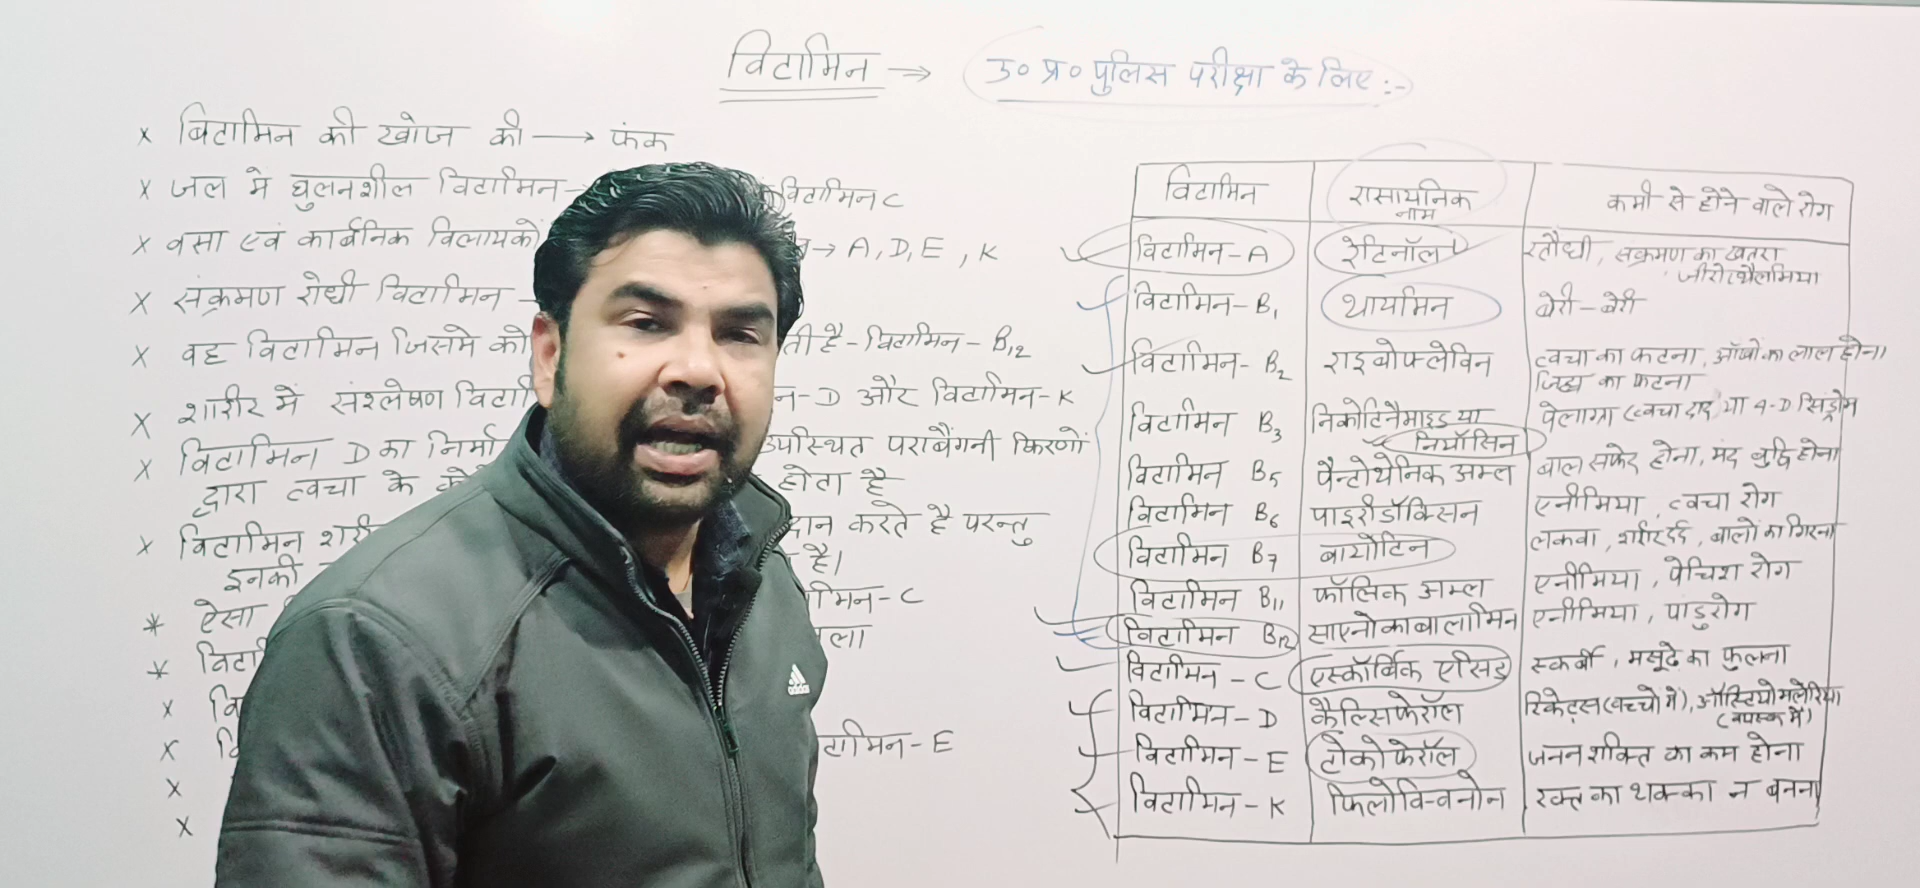 विटामिन → उ० प्र० पुलिस परीक्षा के लिए :-
x बिटामिन की खोज की → फंक
x जल मे घुलनशील विटामिन- विटामिन C
x वसा एवं कार्बनिक विलायकों → A, D, E, K
x संक्रमण रोधी विटामिन -
x वह विटामिन जिसमे को ती है - विटामिन - B12
x शारीर में संश्लेषण विटामि न-D और विटामिन-K
x विटामिन D का निर्मा उपस्थित पराबैंगनी किरणों
द्वारा त्वचा के को होता है
x विटामिन शरी दान करते है परन्तु
इनकी है।
* ऐसा मिन-C
* विटा ला
x वि
x वि टामिन-E
x
x
विटामिन रासायनिक नाम कमी से होने वाले रोग
विटामिन-A रेटिनॉल रतौंधी, संक्रमण का खतरा
जीरोप्थैलमिया
विटामिन-B1 थायमिन बेरी-बेरी
विटामिन-B2 राइबोफ्लेविन त्वचा का फटना, आँखों का लाल होना
जिह्वा का फटना
विटामिन B3 निकोटिनैमाइड या पेलाग्रा (त्वचा दाद) या 4-D सिंड्रोम
नियॉसिन
विटामिन B5 पैन्टोथेनिक अम्ल बाल सफेद होना, मंद बुद्धि होना
विटामिन B6 पाइरीडॉक्सिन एनीमिया, त्वचा रोग
विटामिन B7 बायोटिन लकवा, शरीर दर्द, बालों का गिरना
विटामिन B11 फॉलिक अम्ल एनीमिया, पेचिश रोग
विटामिन B12 साएनोकाबालामिन एनीमिया, पांडुरोग
विटामिन-C एस्कॉर्बिक एसिड स्कर्वी, मसूढे का फुलना
विटामिन-D कैल्सिफेरॉल रिकेट्स (बच्चो मे), ऑस्टियोमलेरिया
(वयस्क में)
विटामिन-E टोकोफेरॉल जनन शक्ति का कम होना
विटामिन-K फिलोक्विनोन रक्त का थक्का न बनना